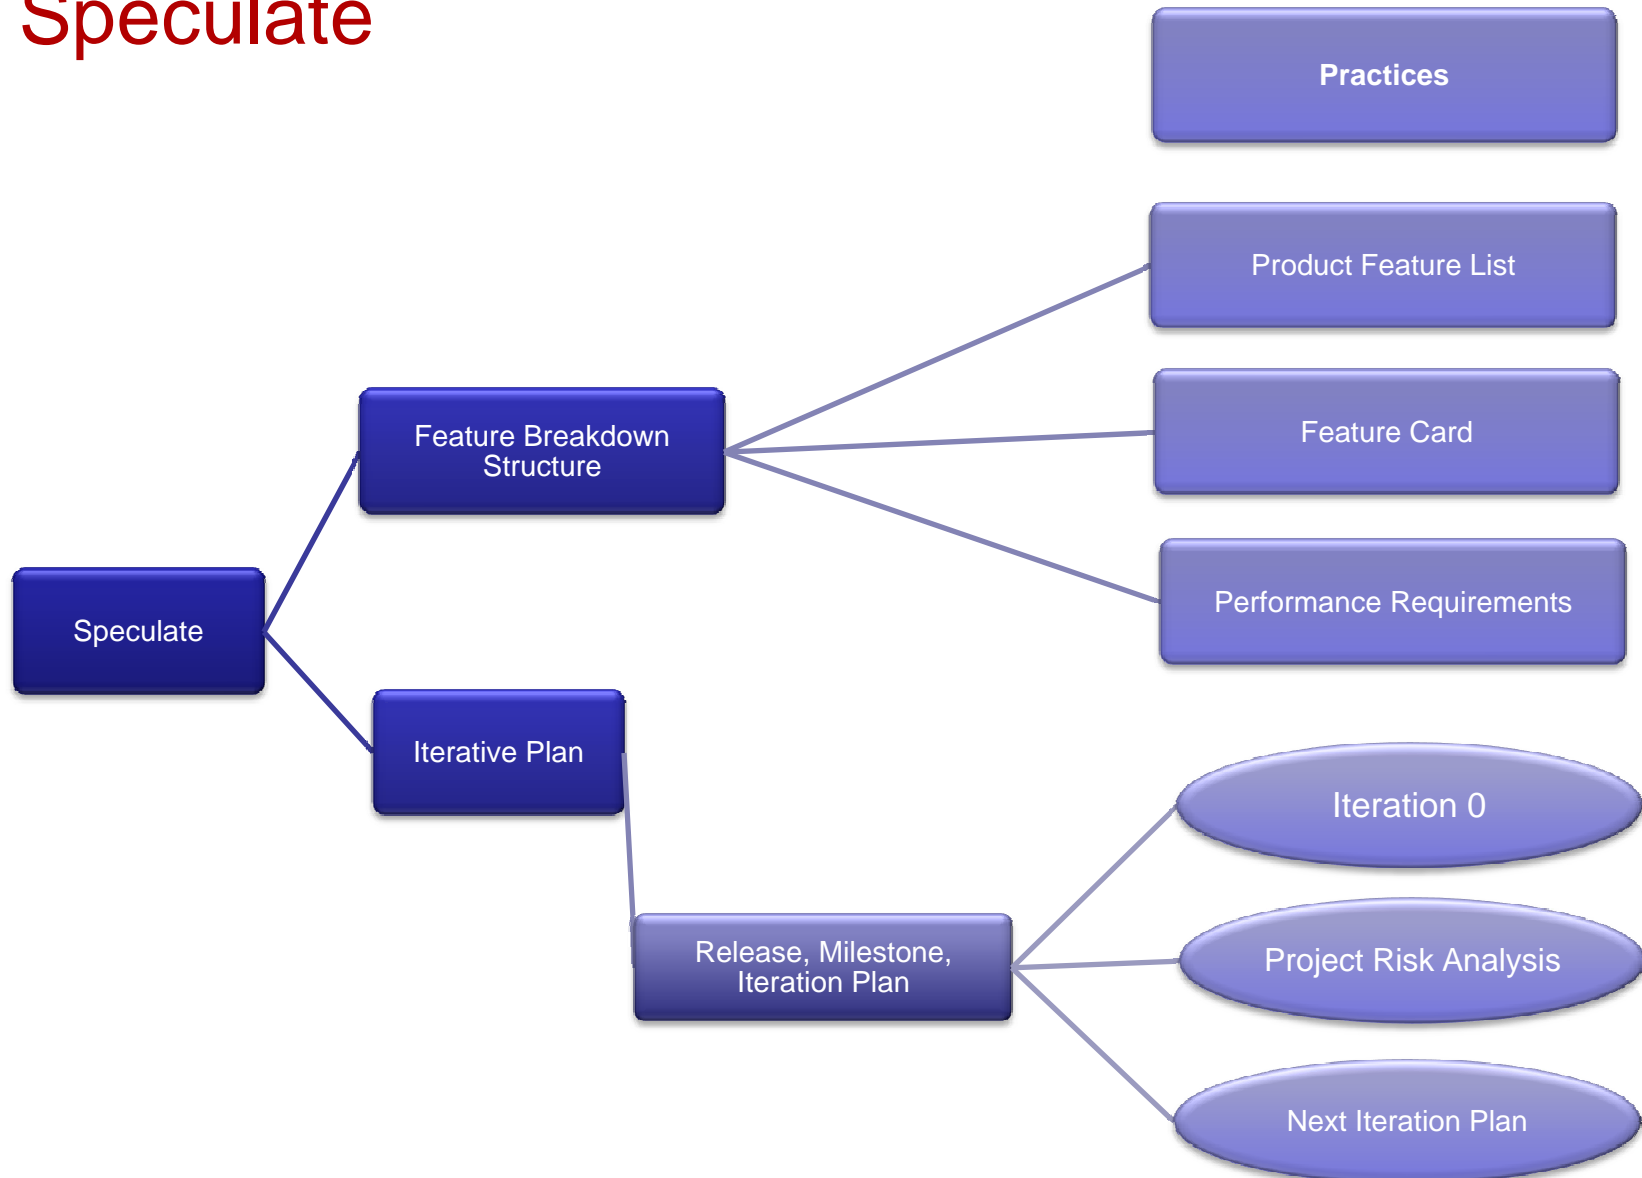 Speculate
Practices
Product Feature List
Feature Breakdown
Structure
Feature Card
Performance Requirements
Speculate
Iterative Plan
Iteration 0
Release, Milestone,
Iteration Plan
Project Risk Analysis
Next Iteration Plan